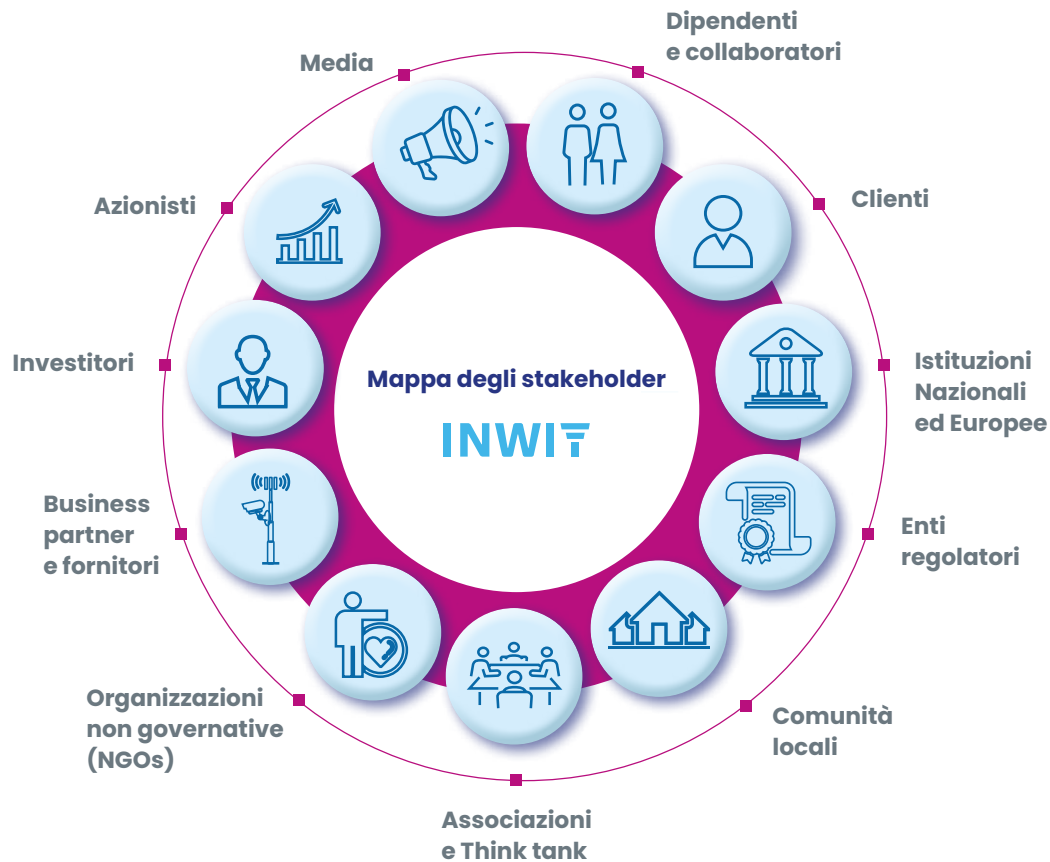 Dipendenti
e collaboratori
Media
Azionisti
Clienti
Investitori
Mappa degli stakeholder
INWIT
Istituzioni
Nazionali
ed Europee
Business
partner
e fornitori
Enti
regolatori
Organizzazioni
non governative
(NGOs)
Comunità
locali
Associazioni
e Think tank